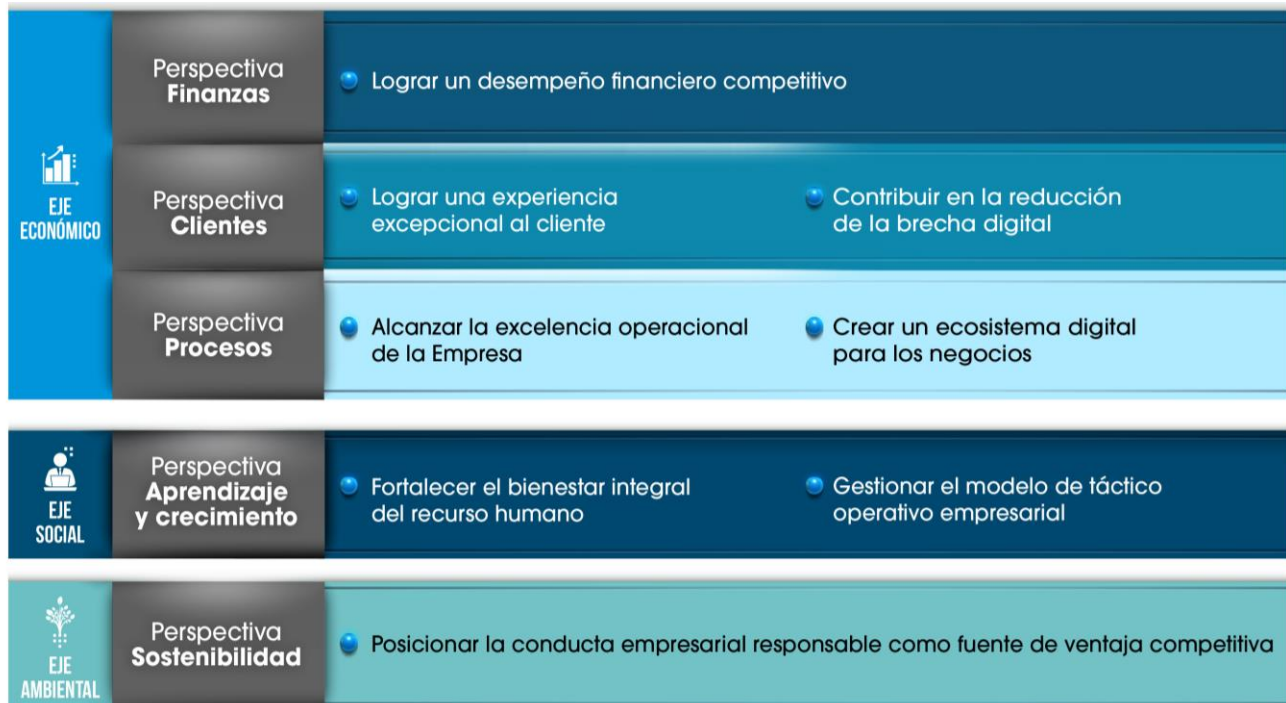 EJE
ECONÓMICO
Perspectiva
Finanzas
Lograr un desempeño financiero competitivo
Perspectiva
Clientes
Lograr una experiencia
excepcional al cliente
Contribuir en la reducción
de la brecha digital
Perspectiva
Procesos
Alcanzar la excelencia operacional
de la Empresa
Crear un ecosistema digital
para los negocios
EJE
SOCIAL
Perspectiva
Aprendizaje
y crecimiento
Fortalecer el bienestar integral
del recurso humano
Gestionar el modelo de táctico
operativo empresarial
EJE
AMBIENTAL
Perspectiva
Sostenibilidad
Posicionar la conducta empresarial responsable como fuente de ventaja competitiva